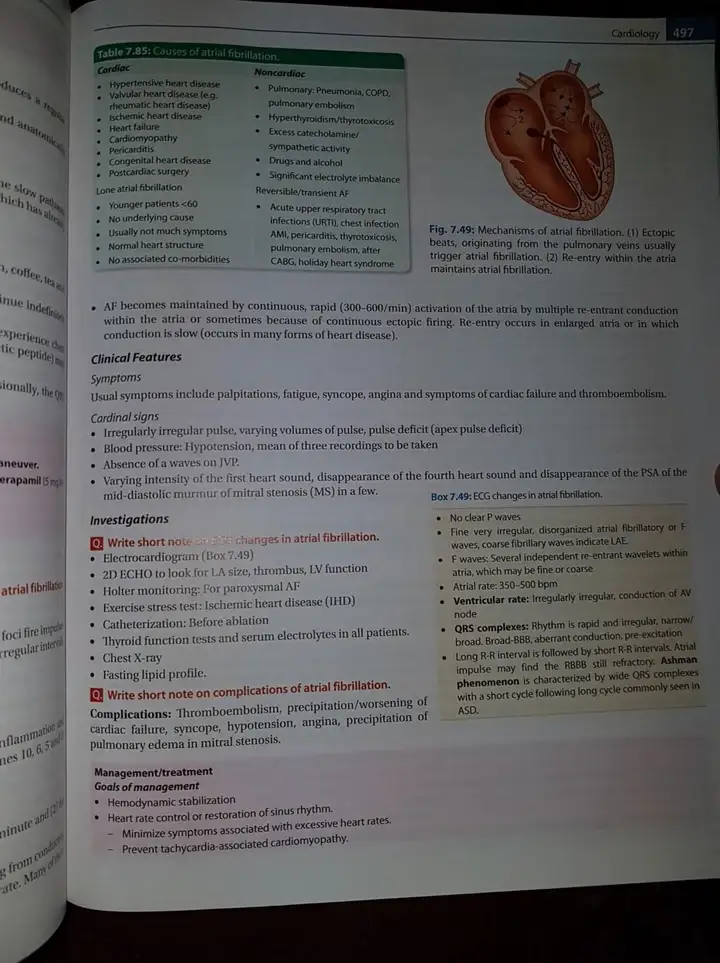 Cardiology 497
Table 7.85: Causes of atrial fibrillation.
Cardiac
• Hypertensive heart disease
• Valvular heart disease (e.g.
rheumatic heart disease)
• Ischemic heart disease
• Heart failure
• Cardiomyopathy
• Pericarditis
• Congenital heart disease
• Postcardiac surgery
Lone atrial fibrillation
• Younger patients <60
• No underlying cause
• Usually not much symptoms
• Normal heart structure
• No associated co-morbidities
Noncardiac
• Pulmonary: Pneumonia, COPD,
pulmonary embolism
• Hyperthyroidism/thyrotoxicosis
• Excess catecholamine/
sympathetic activity
• Drugs and alcohol
• Significant electrolyte imbalance
Reversible/transient AF
• Acute upper respiratory tract
infections (URTI), chest infection
AMI, pericarditis, thyrotoxicosis,
pulmonary embolism, after
CABG, holiday heart syndrome
Fig. 7.49: Mechanisms of atrial fibrillation. (1) Ectopic
beats, originating from the pulmonary veins usually
trigger atrial fibrillation. (2) Re-entry within the atria
maintains atrial fibrillation.
• AF becomes maintained by continuous, rapid (300–600/min) activation of the atria by multiple re-entrant conduction
within the atria or sometimes because of continuous ectopic firing. Re-entry occurs in enlarged atria or in which
conduction is slow (occurs in many forms of heart disease).
Clinical Features
Symptoms
Usual symptoms include palpitations, fatigue, syncope, angina and symptoms of cardiac failure and thromboembolism.
Cardinal signs
• Irregularly irregular pulse, varying volumes of pulse, pulse deficit (apex pulse deficit)
• Blood pressure: Hypotension, mean of three recordings to be taken
• Absence of a waves on JVP.
• Varying intensity of the first heart sound, disappearance of the fourth heart sound and disappearance of the PSA of the
mid-diastolic murmur of mitral stenosis (MS) in a few.
Investigations
Q. Write short note on ECG changes in atrial fibrillation.
• Electrocardiogram (Box 7.49)
• 2D ECHO to look for LA size, thrombus, LV function
• Holter monitoring: For paroxysmal AF
• Exercise stress test: Ischemic heart disease (IHD)
• Catheterization: Before ablation
• Thyroid function tests and serum electrolytes in all patients.
• Chest X-ray
• Fasting lipid profile.
Q. Write short note on complications of atrial fibrillation.
Complications: Thromboembolism, precipitation/worsening of
cardiac failure, syncope, hypotension, angina, precipitation of
pulmonary edema in mitral stenosis.
Box 7.49: ECG changes in atrial fibrillation.
• No clear P waves
• Fine very irregular, disorganized atrial fibrillatory or F
waves, coarse fibrillary waves indicate LAE.
• F waves: Several independent re-entrant wavelets within
atria, which may be fine or coarse
• Atrial rate: 350–500 bpm
• Ventricular rate: Irregularly irregular, conduction of AV
node
• QRS complexes: Rhythm is rapid and irregular, narrow/
broad. Broad-BBB, aberrant conduction, pre-excitation
• Long R-R interval is followed by short R-R intervals. Atrial
impulse may find the RBBB still refractory. Ashman
phenomenon is characterized by wide QRS complexes
with a short cycle following long cycle commonly seen in
ASD.
Management/treatment
Goals of management
• Hemodynamic stabilization
• Heart rate control or restoration of sinus rhythm.
– Minimize symptoms associated with excessive heart rates.
– Prevent tachycardia-associated cardiomyopathy.